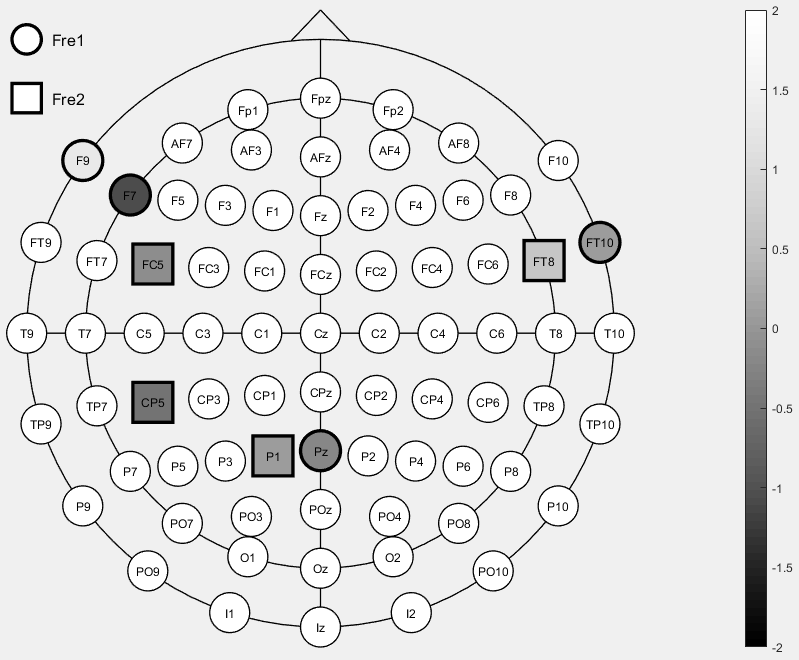 Fre1
Fre2
Fpz
Fp1 Fp2
AF7 AF3 AFz AF4 AF8
F9 F10
F7 F5 F3 F1 Fz F2 F4 F6 F8
FT9 FT10
FT7 FC5 FC3 FC1 FCz FC2 FC4 FC6 FT8
T9 T7 C5 C3 C1 Cz C2 C4 C6 T8 T10
TP7 CP5 CP3 CP1 CPz CP2 CP4 CP6 TP8
TP9 TP10
P7 P5 P3 P1 Pz P2 P4 P6 P8
P9 P10
PO7 PO3 POz PO4 PO8
O1 Oz O2
PO9 PO10
I1 Iz I2
2
1.5
1
0.5
0
-0.5
-1
-1.5
-2